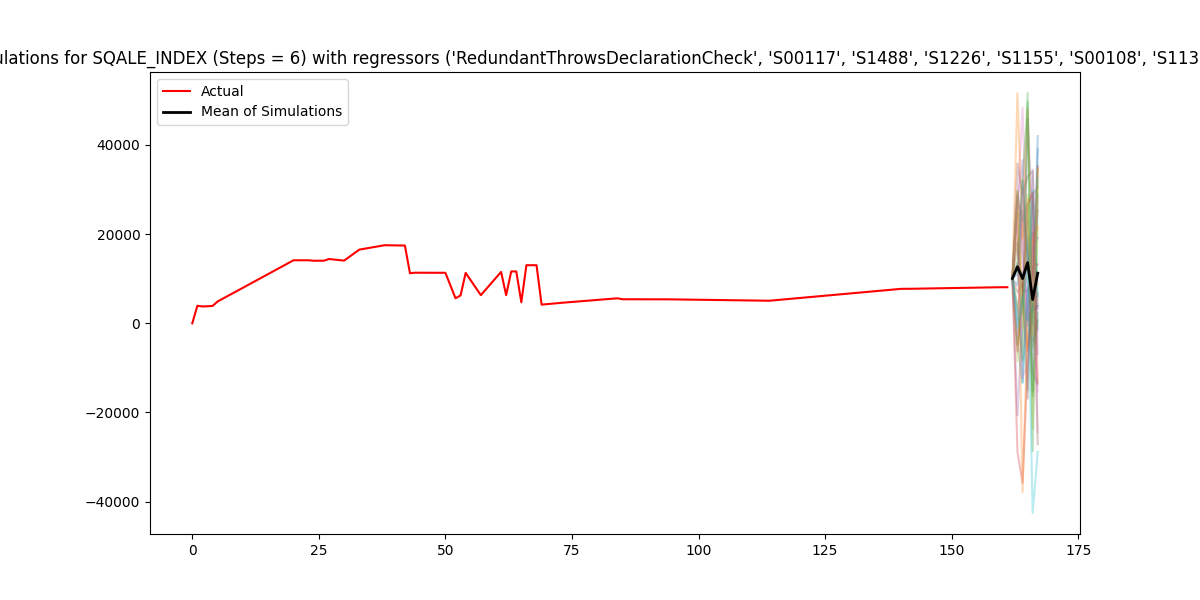 ulations for SQALE_INDEX (Steps = 6) with regressors ('RedundantThrowsDeclarationCheck', 'S00117', 'S1488', 'S1226', 'S1155', 'S00108', 'S113
Actual
Mean of Simulations
40000
20000
0
−20000
−40000
0 25 50 75 100 125 150 175